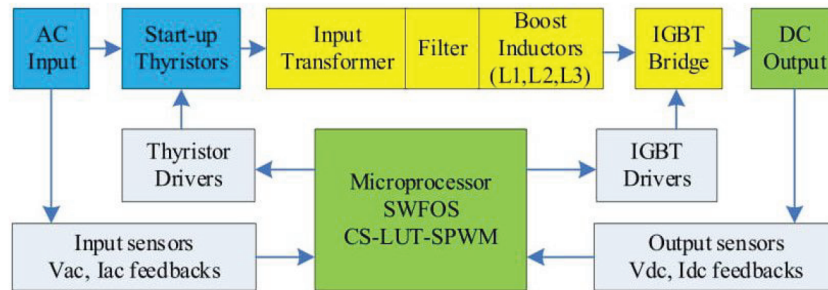 AC
Input
Start-up
Thyristors
Input
Transformer
Filter
Boost
Inductors
(L1,L2,L3)
IGBT
Bridge
DC
Output
Thyristor
Drivers
Microprocessor
SWFOS
CS-LUT-SPWM
IGBT
Drivers
Input sensors
Vac, Iac feedbacks
Output sensors
Vdc, Idc feedbacks